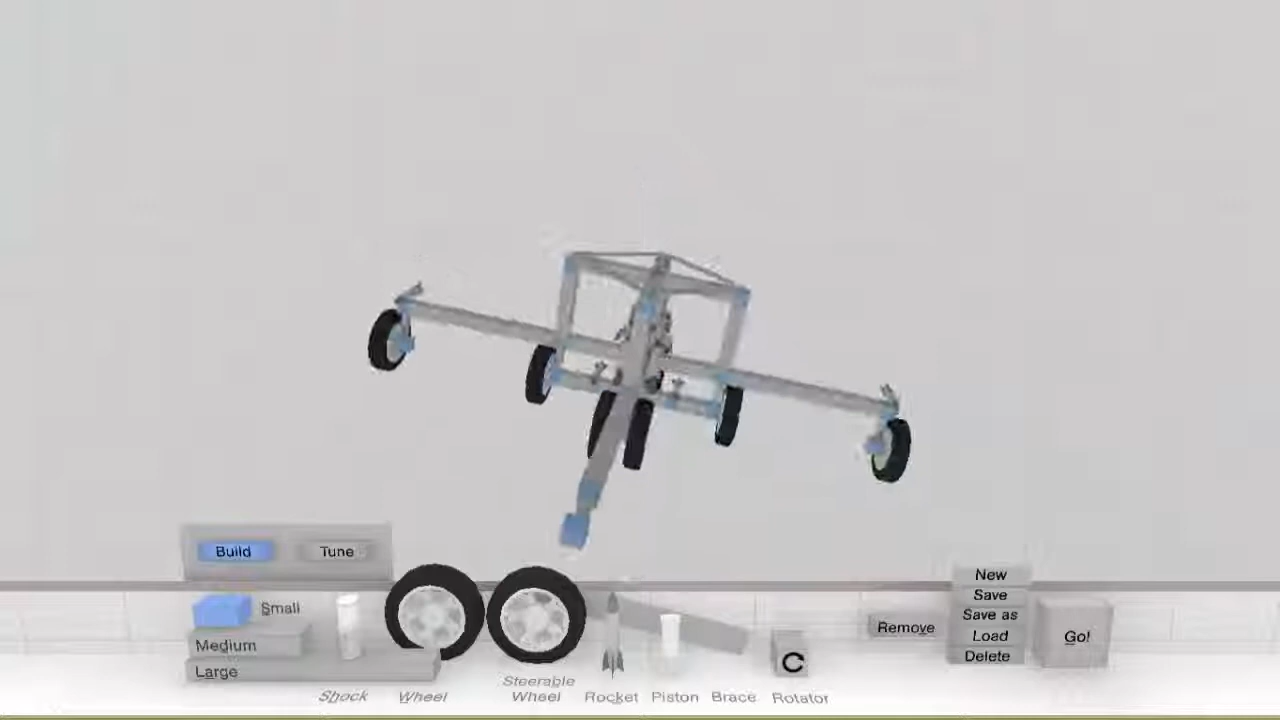 Build
Tune
Small
Medium
Large
Shock
Wheel
Steerable
Wheel
Rocket
Piston
Brace
C
Rotator
Remove
New
Save
Save as
Load
Delete
Go!